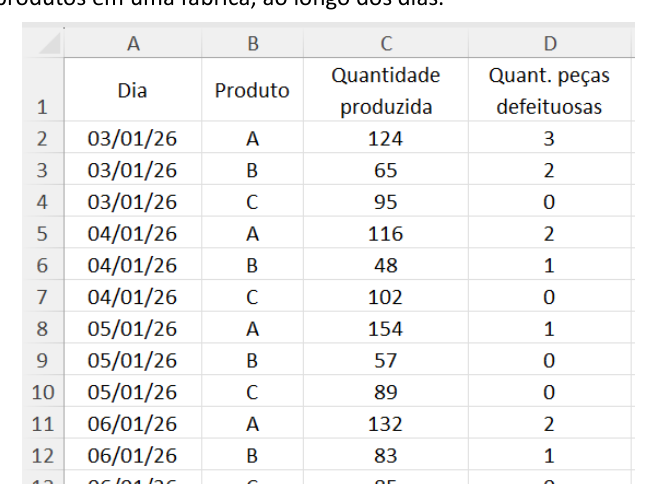 produtos em uma fábrica, ao longo dos dias.
A B C D
1 Dia Produto Quantidade produzida Quant. peças defeituosas
2 03/01/26 A 124 3
3 03/01/26 B 65 2
4 03/01/26 C 95 0
5 04/01/26 A 116 2
6 04/01/26 B 48 1
7 04/01/26 C 102 0
8 05/01/26 A 154 1
9 05/01/26 B 57 0
10 05/01/26 C 89 0
11 06/01/26 A 132 2
12 06/01/26 B 83 1